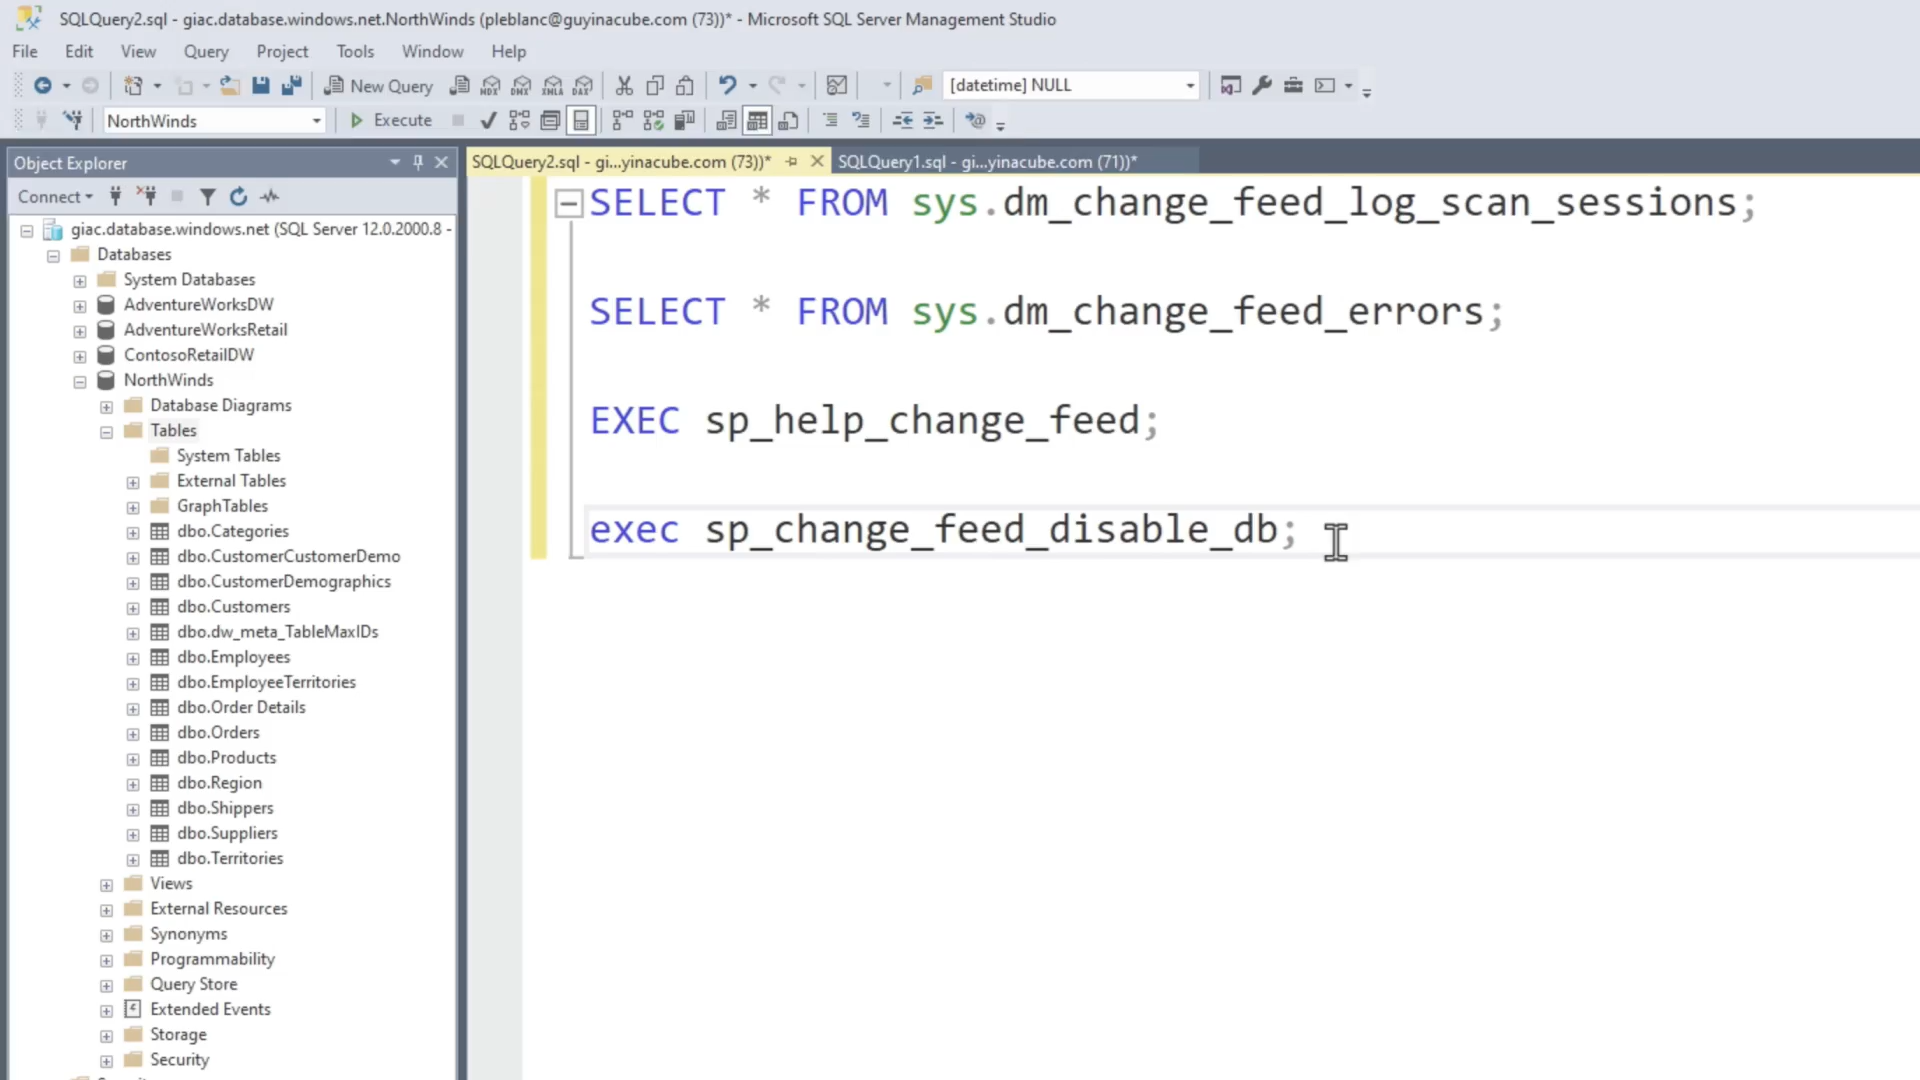 SQLQuery2.sql - giac.database.windows.net.NorthWinds (pleblanc@guyinacube.com (73))* - Microsoft SQL Server Management Studio
File Edit View Query Project Tools Window Help
New Query MDX DMX XMLA DAX [datetime] NULL
NorthWinds Execute
Object Explorer
SQLQuery2.sql - gi...yinacube.com (73))* SQLQuery1.sql - gi...yinacube.com (71))*
Connect
giac.database.windows.net (SQL Server 12.0.2000.8 -
Databases
System Databases
AdventureWorksDW
AdventureWorksRetail
ContosoRetailDW
NorthWinds
Database Diagrams
Tables
System Tables
External Tables
GraphTables
dbo.Categories
dbo.CustomerCustomerDemo
dbo.CustomerDemographics
dbo.Customers
dbo.dw_meta_TableMaxIDs
dbo.Employees
dbo.EmployeeTerritories
dbo.Order Details
dbo.Orders
dbo.Products
dbo.Region
dbo.Shippers
dbo.Suppliers
dbo.Territories
Views
External Resources
Synonyms
Programmability
Query Store
Extended Events
Storage
Security
SELECT * FROM sys.dm_change_feed_log_scan_sessions;
SELECT * FROM sys.dm_change_feed_errors;
EXEC sp_help_change_feed;
exec sp_change_feed_disable_db;